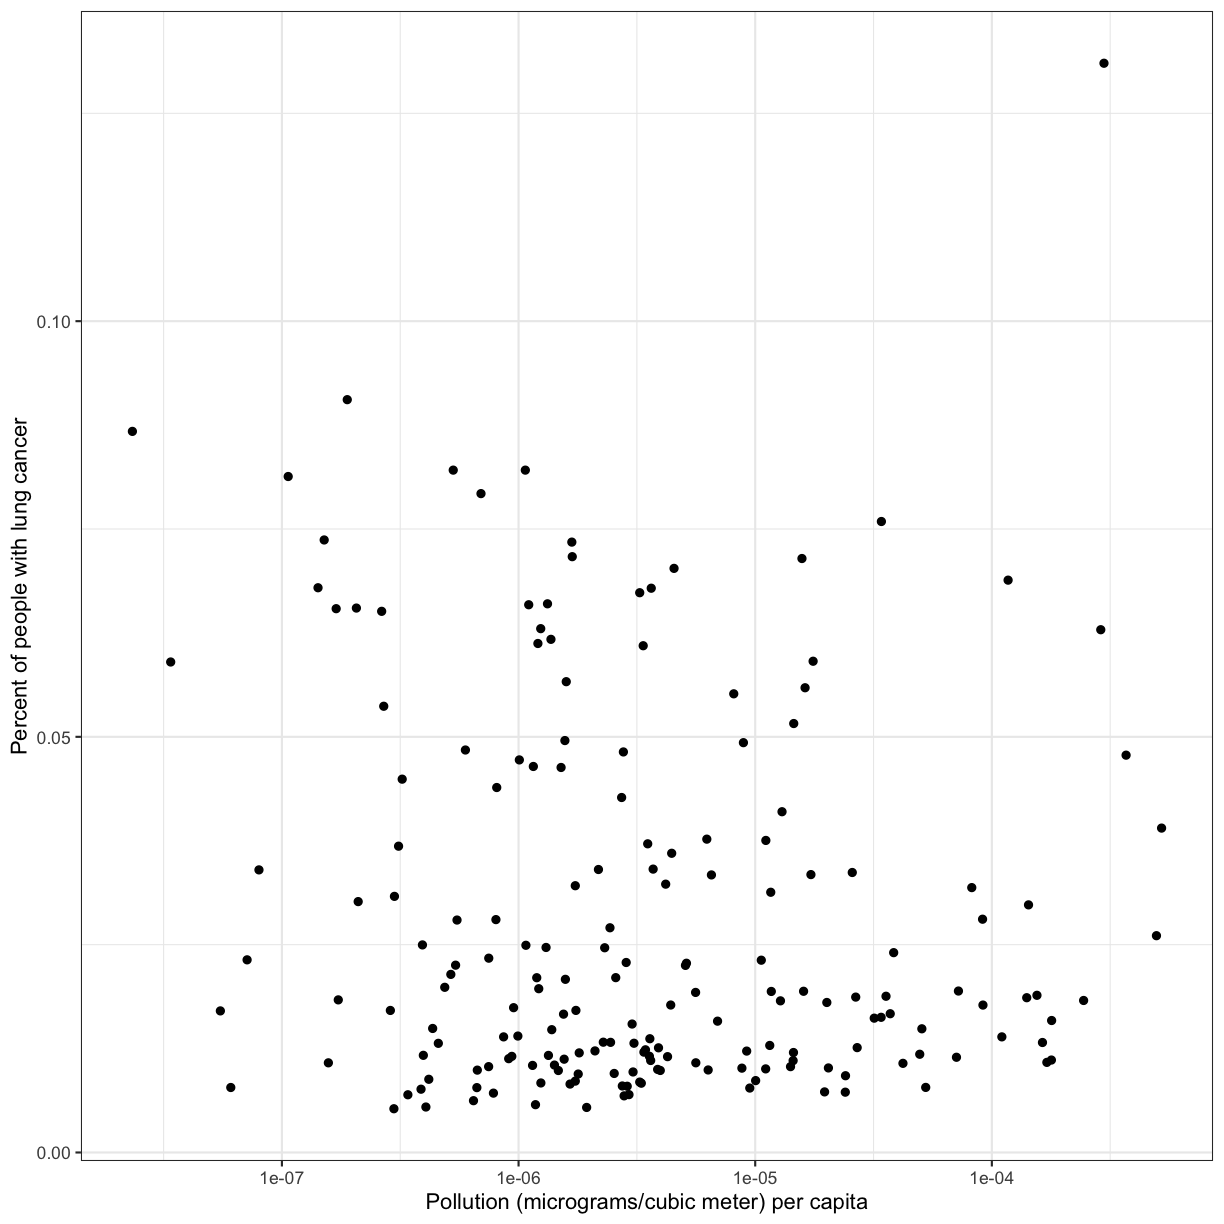 Percent of people with lung cancer
0.10
0.05
0.00
1e-07 1e-06 1e-05 1e-04
Pollution (micrograms/cubic meter) per capita